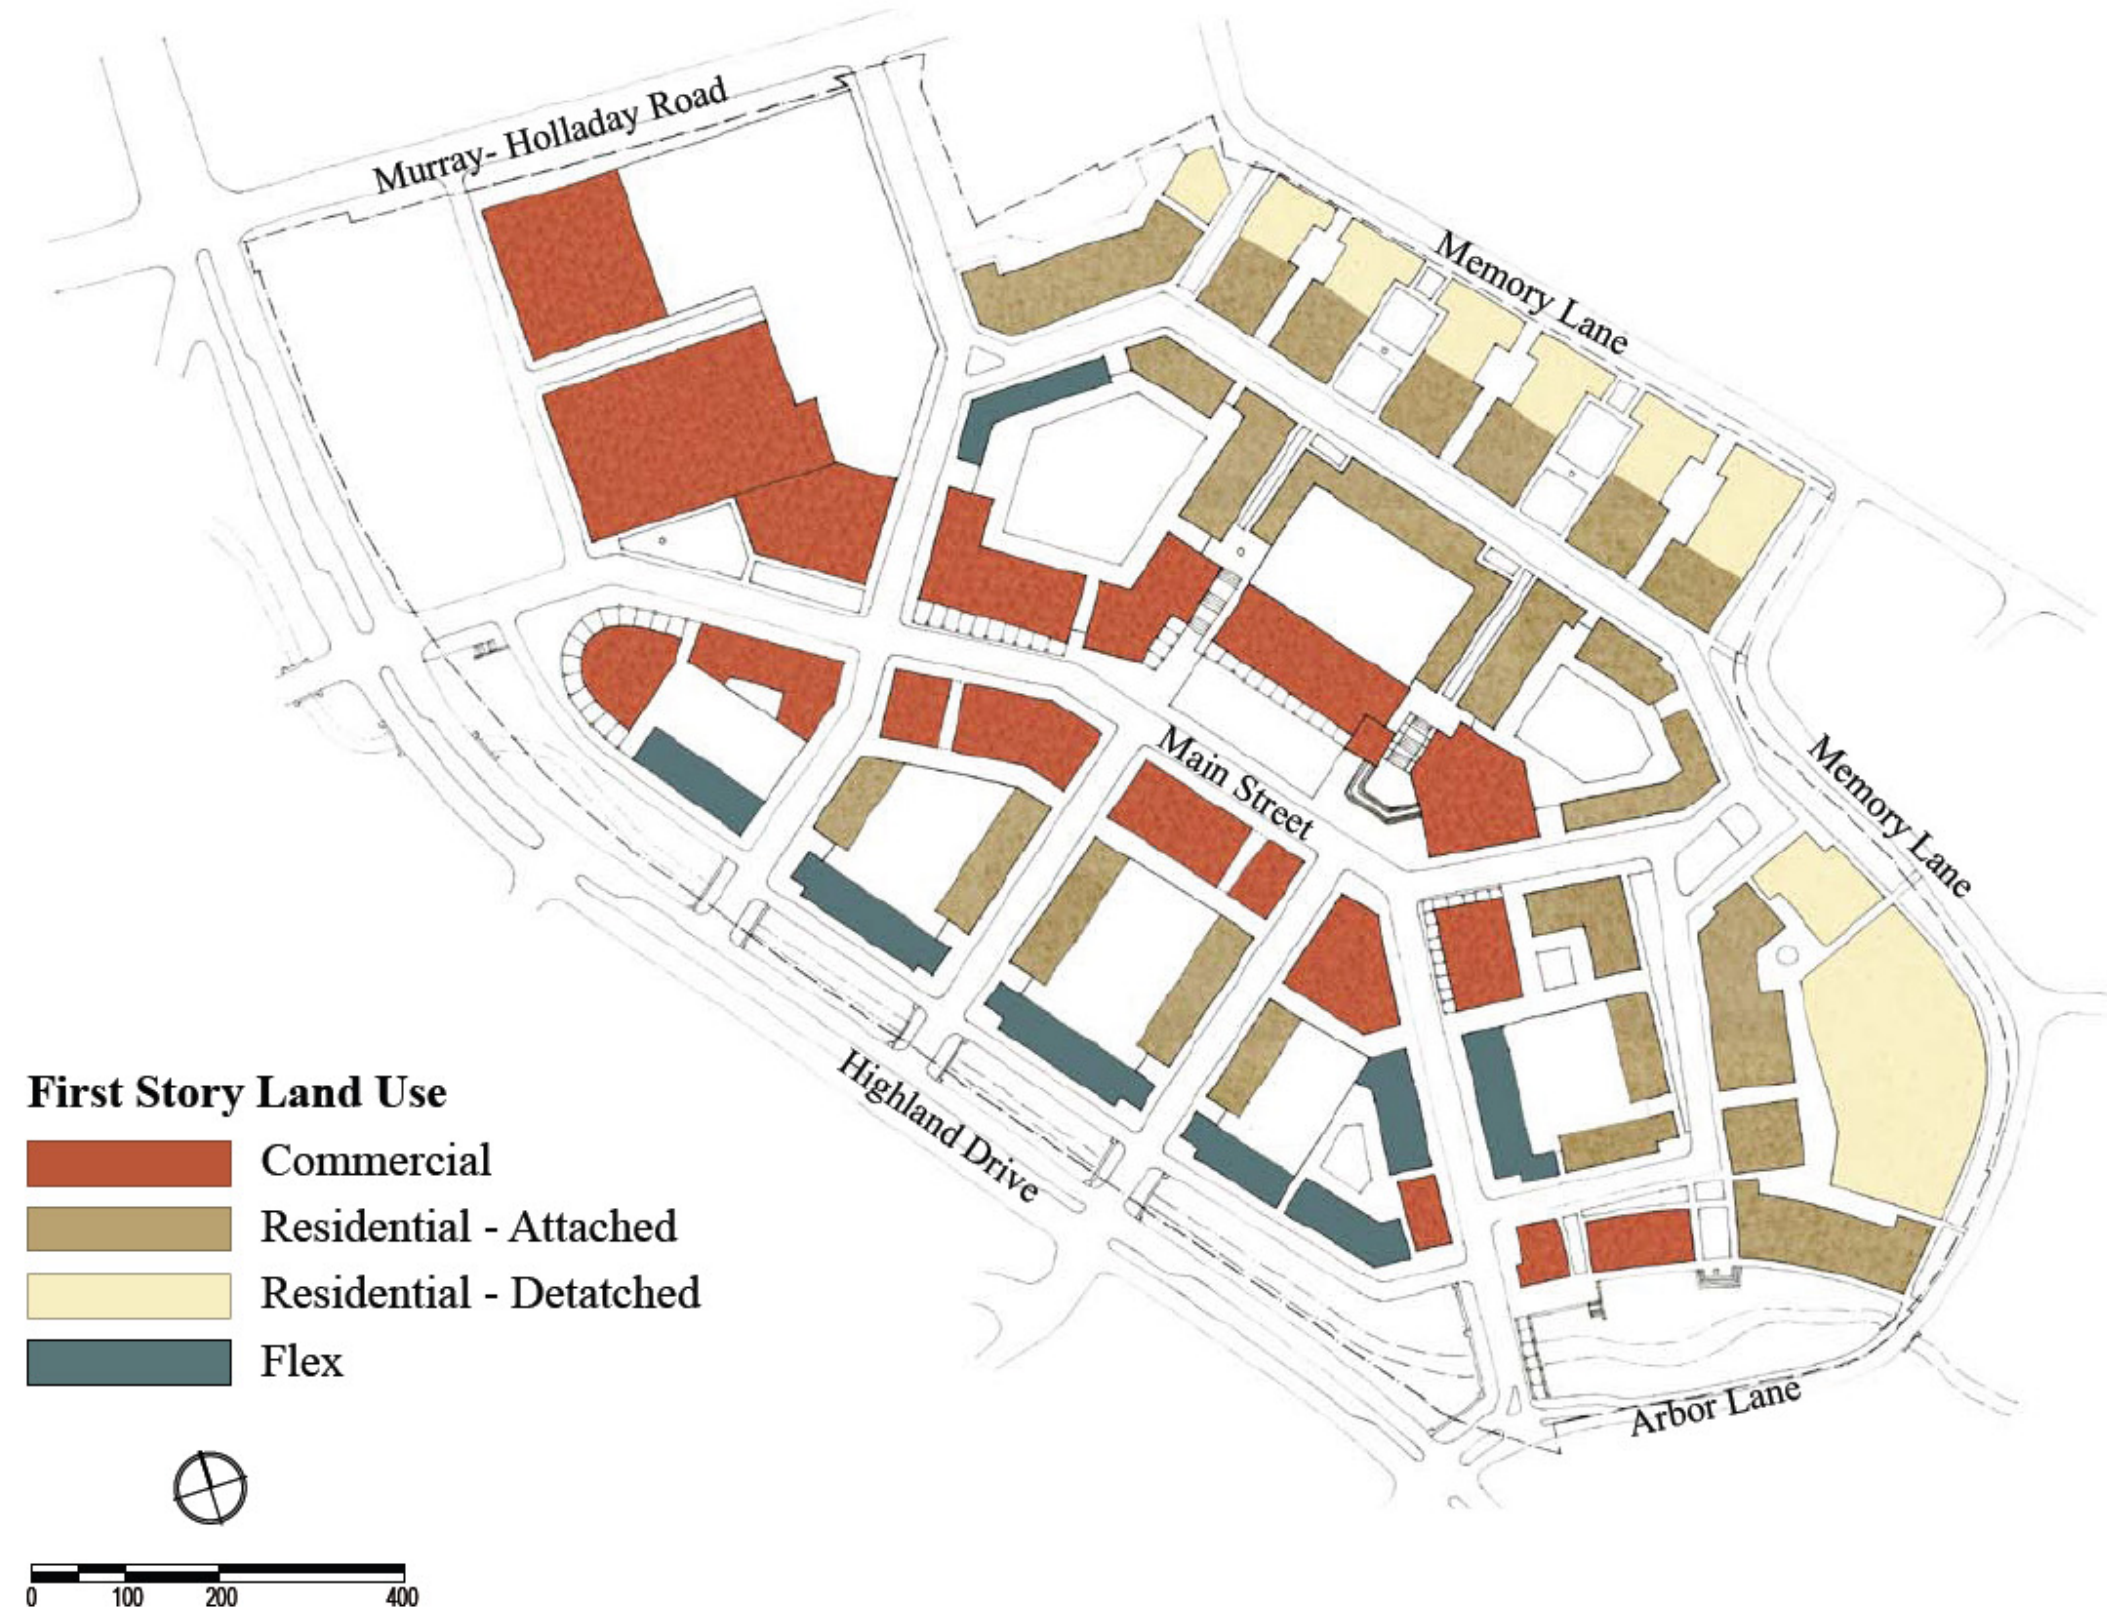 Murray- Holladay Road
Memory Lane
Main Street
Memory Lane
Highland Drive
First Story Land Use
Commercial
Residential - Attached
Residential - Detatched
Flex
Arbor Lane
0 100 200 400